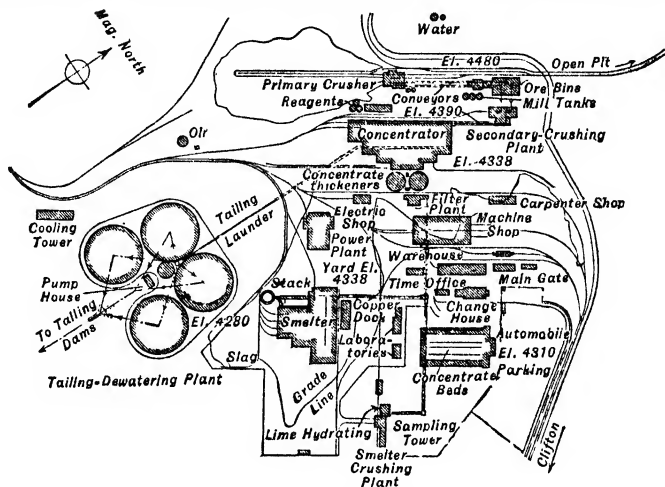 Mag. North
Water
El. 4480
Open Pit
Primary Crusher
Reagents
Conveyors
Ore Bins
Mill Tanks
El. 4390
Oil
Concentrator
Secondary-Crushing
Plant
El. 4338
Concentrate
thickeners
Tailing
Launder
Electric
Shop
Filter
Plant
Carpenter Shop
Machine
Shop
Cooling
Tower
Power
Plant
Warehouse
Yard El.
4338
Time Office
Main Gate
Stack
Pump
House
Smelter
Copper
Dock
Change
House
Labora-
tories
El. 4280
To Tailing
Dams
Automobile
El. 4310
Parking
Slag
Concentrate
Beds
Tailing-Dewatering Plant
Grade
Line
Lime Hydrating
Sampling
Tower
Smelter
Crushing
Plant
Clifton